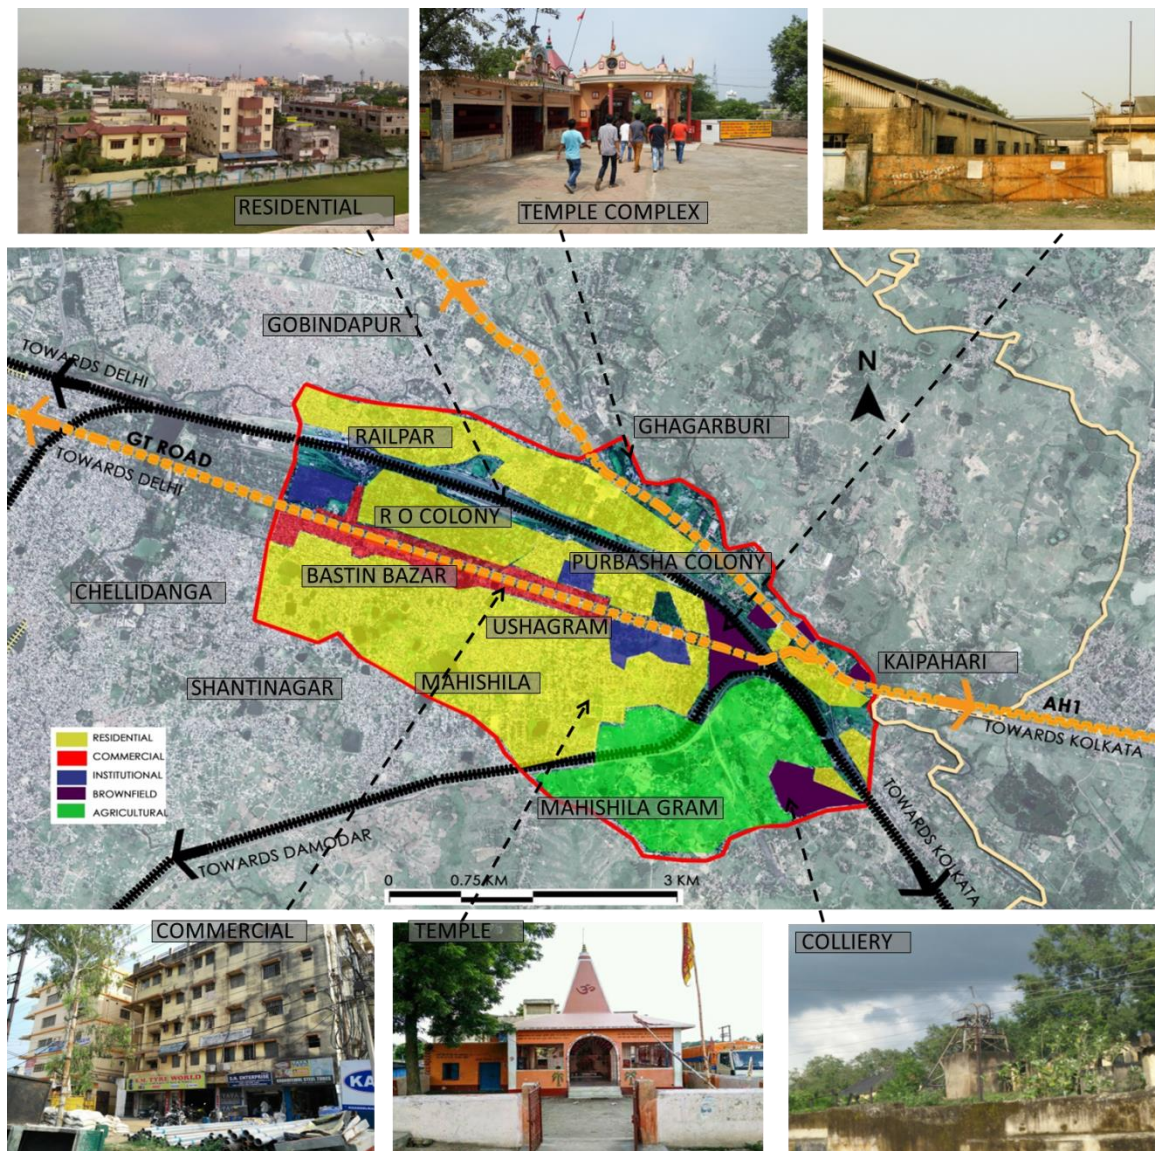 RESIDENTIAL
TEMPLE COMPLEX
GOBINDAPUR
TOWARDS DELHI
N
GHAGARBURI
RAILPAR
GT ROAD
TOWARDS DELHI
R O COLONY
PURBASHA COLONY
BASTIN BAZAR
CHELLIDANGA
USHAGRAM
KAIPAHARI
MAHISHILA
SHANTINAGAR
AH1
TOWARDS KOLKATA
RESIDENTIAL
COMMERCIAL
INSTITUTIONAL
BROWNFIELD
AGRICULTURAL
MAHISHILA GRAM
TOWARDS KOLKATA
TOWARDS DAMODAR
0 0.75 KM 3 KM
COMMERCIAL
TEMPLE
COLLIERY
TYRE WORLD
S.N. ENTERPRISE
KA